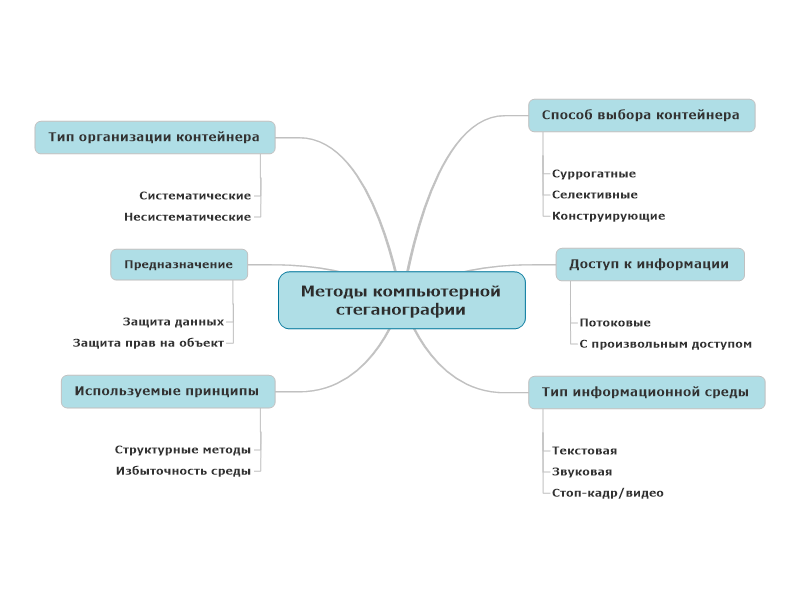 Методы компьютерной
стеганографии
Способ выбора контейнера
Суррогатные
Селективные
Конструирующие
Доступ к информации
Потоковые
С произвольным доступом
Тип информационной среды
Текстовая
Звуковая
Стоп-кадр/видео
Тип организации контейнера
Систематические
Несистематические
Предназначение
Защита данных
Защита прав на объект
Используемые принципы
Структурные методы
Избыточность среды